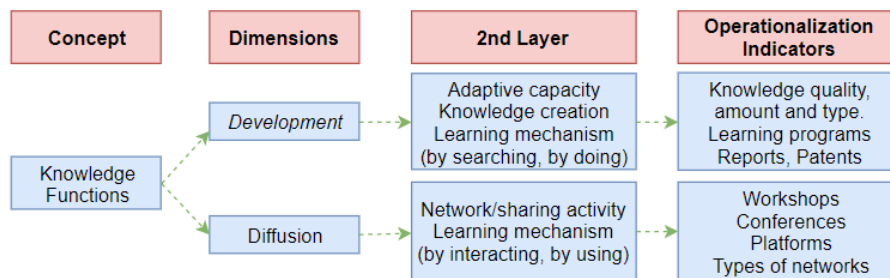 Concept
Dimensions
2nd Layer
Operationalization
Indicators
Knowledge
Functions
Development
Adaptive capacity
Knowledge creation
Learning mechanism
(by searching, by doing)
Knowledge quality,
amount and type.
Learning programs
Reports, Patents
Diffusion
Network/sharing activity
Learning mechanism
(by interacting, by using)
Workshops
Conferences
Platforms
Types of networks